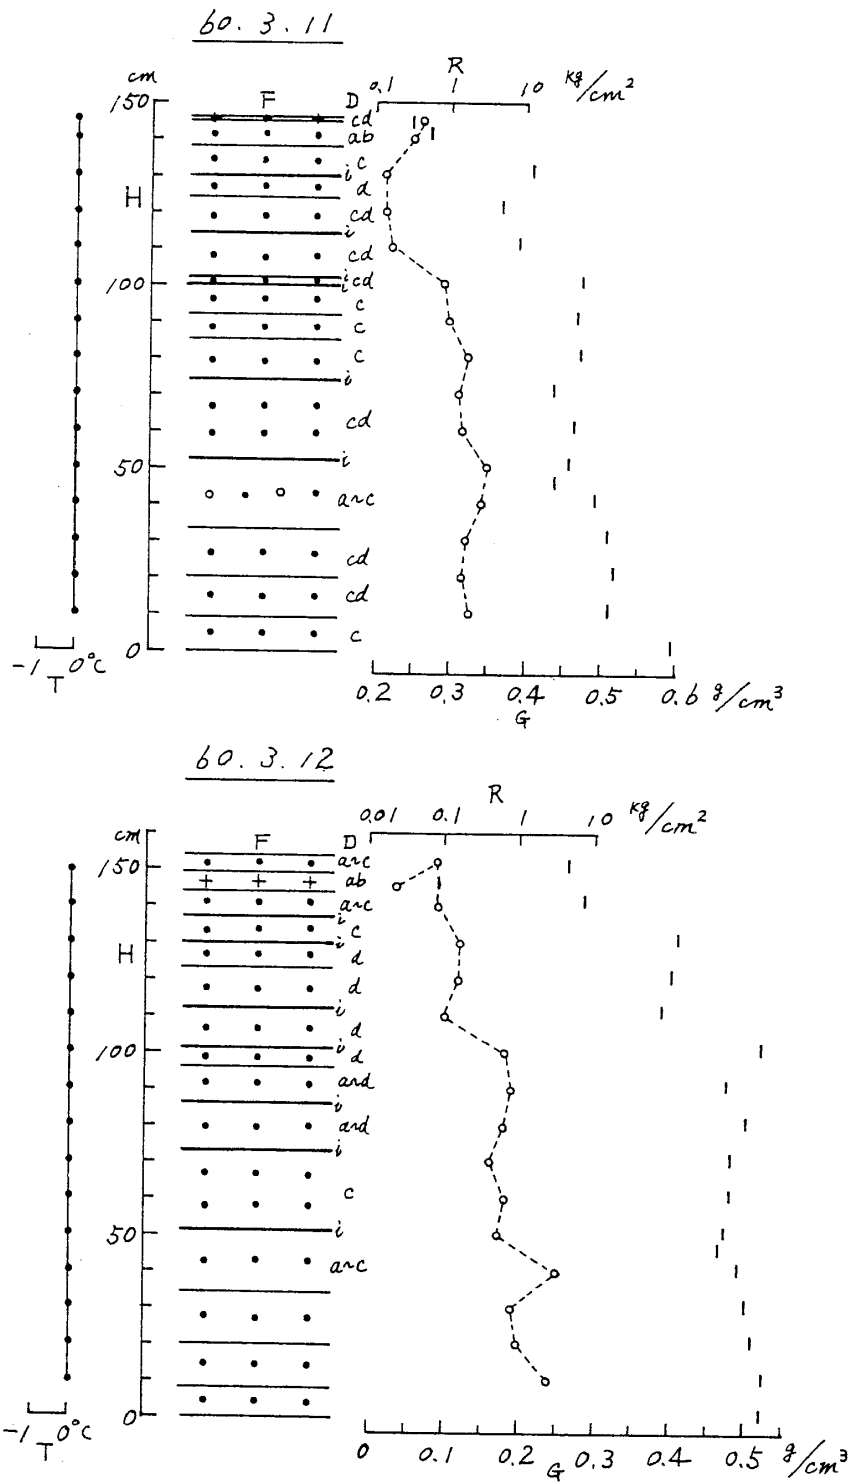 60.3.11
R
cm 0.1 1 10 kg/cm²
150 F D
cd
ab
c
i
H d
cd
i
cd
i cd
100 i
c
c
c
i
cd
50 i
a~c
cd
cd
0 c
-1 0°C
T
0.2 0.3 0.4 0.5 0.6 g/cm³
G
60.3.12
R
0.01 0.1 1 10 kg/cm²
cm F D
150 a~c
ab
a~c
i
c
H i
d
d
i
d
100 i
d
a~d
i
a~d
i
c
50 i
a~c
0
-1 0°C
T
0 0.1 0.2 0.3 0.4 0.5 g/cm³
G